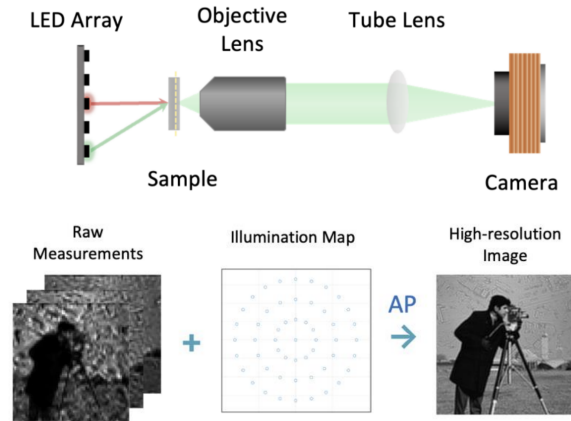 LED Array
Objective
Lens
Tube Lens
Sample
Camera
Raw
Measurements
Illumination Map
High-resolution
Image
AP